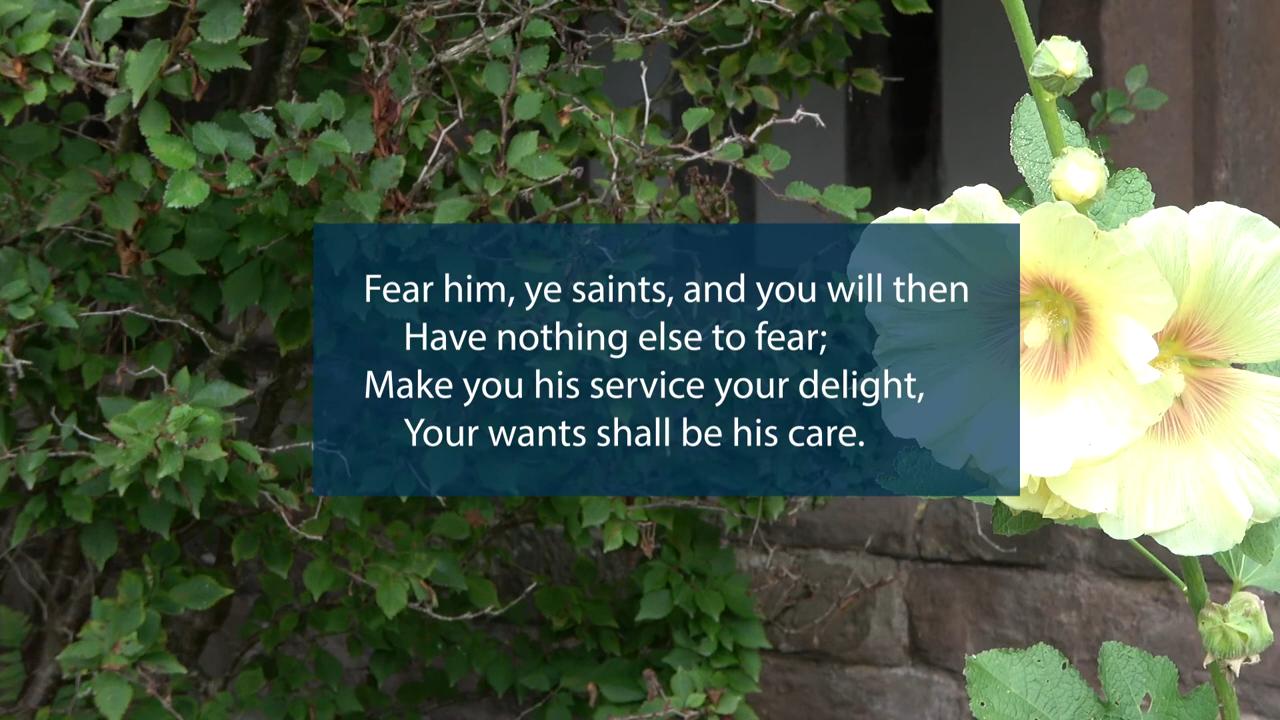 Fear him, ye saints, and you will then
Have nothing else to fear;
Make you his service your delight,
Your wants shall be his care.